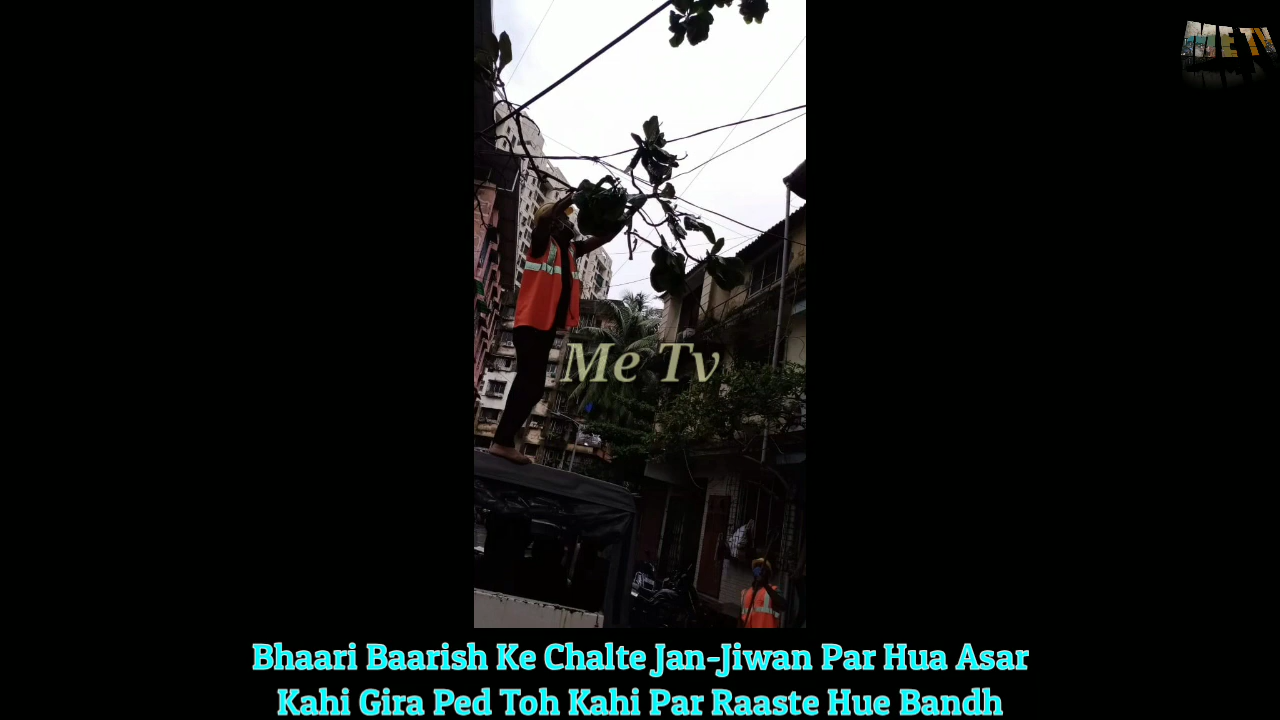 ME TV
Me Tv
Bhaari Baarish Ke Chalte Jan-Jiwan Par Hua Asar
Kahi Gira Ped Toh Kahi Par Raaste Hue Bandh